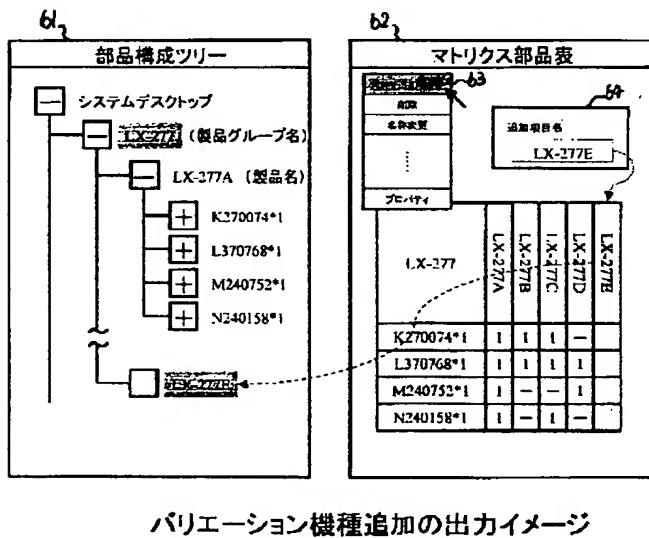 61
部品構成ツリー
システムデスクトップ
LX-277 (製品グループ名)
LX-277A (製品名)
K270074*1
L370768*1
M240752*1
N240158*1
LX-277E
62
マトリクス部品表
63
削除
名称変更
プロパティ
64
追加項目名
LX-277E
LX-277 LX-277A LX-277B LX-277C LX-277D LX-277E
K270074*1 1 1 1 —
L370768*1 1 1 1 1
M240752*1 1 — — 1
N240158*1 1 — 1 —
バリエーション機種追加の出力イメージ